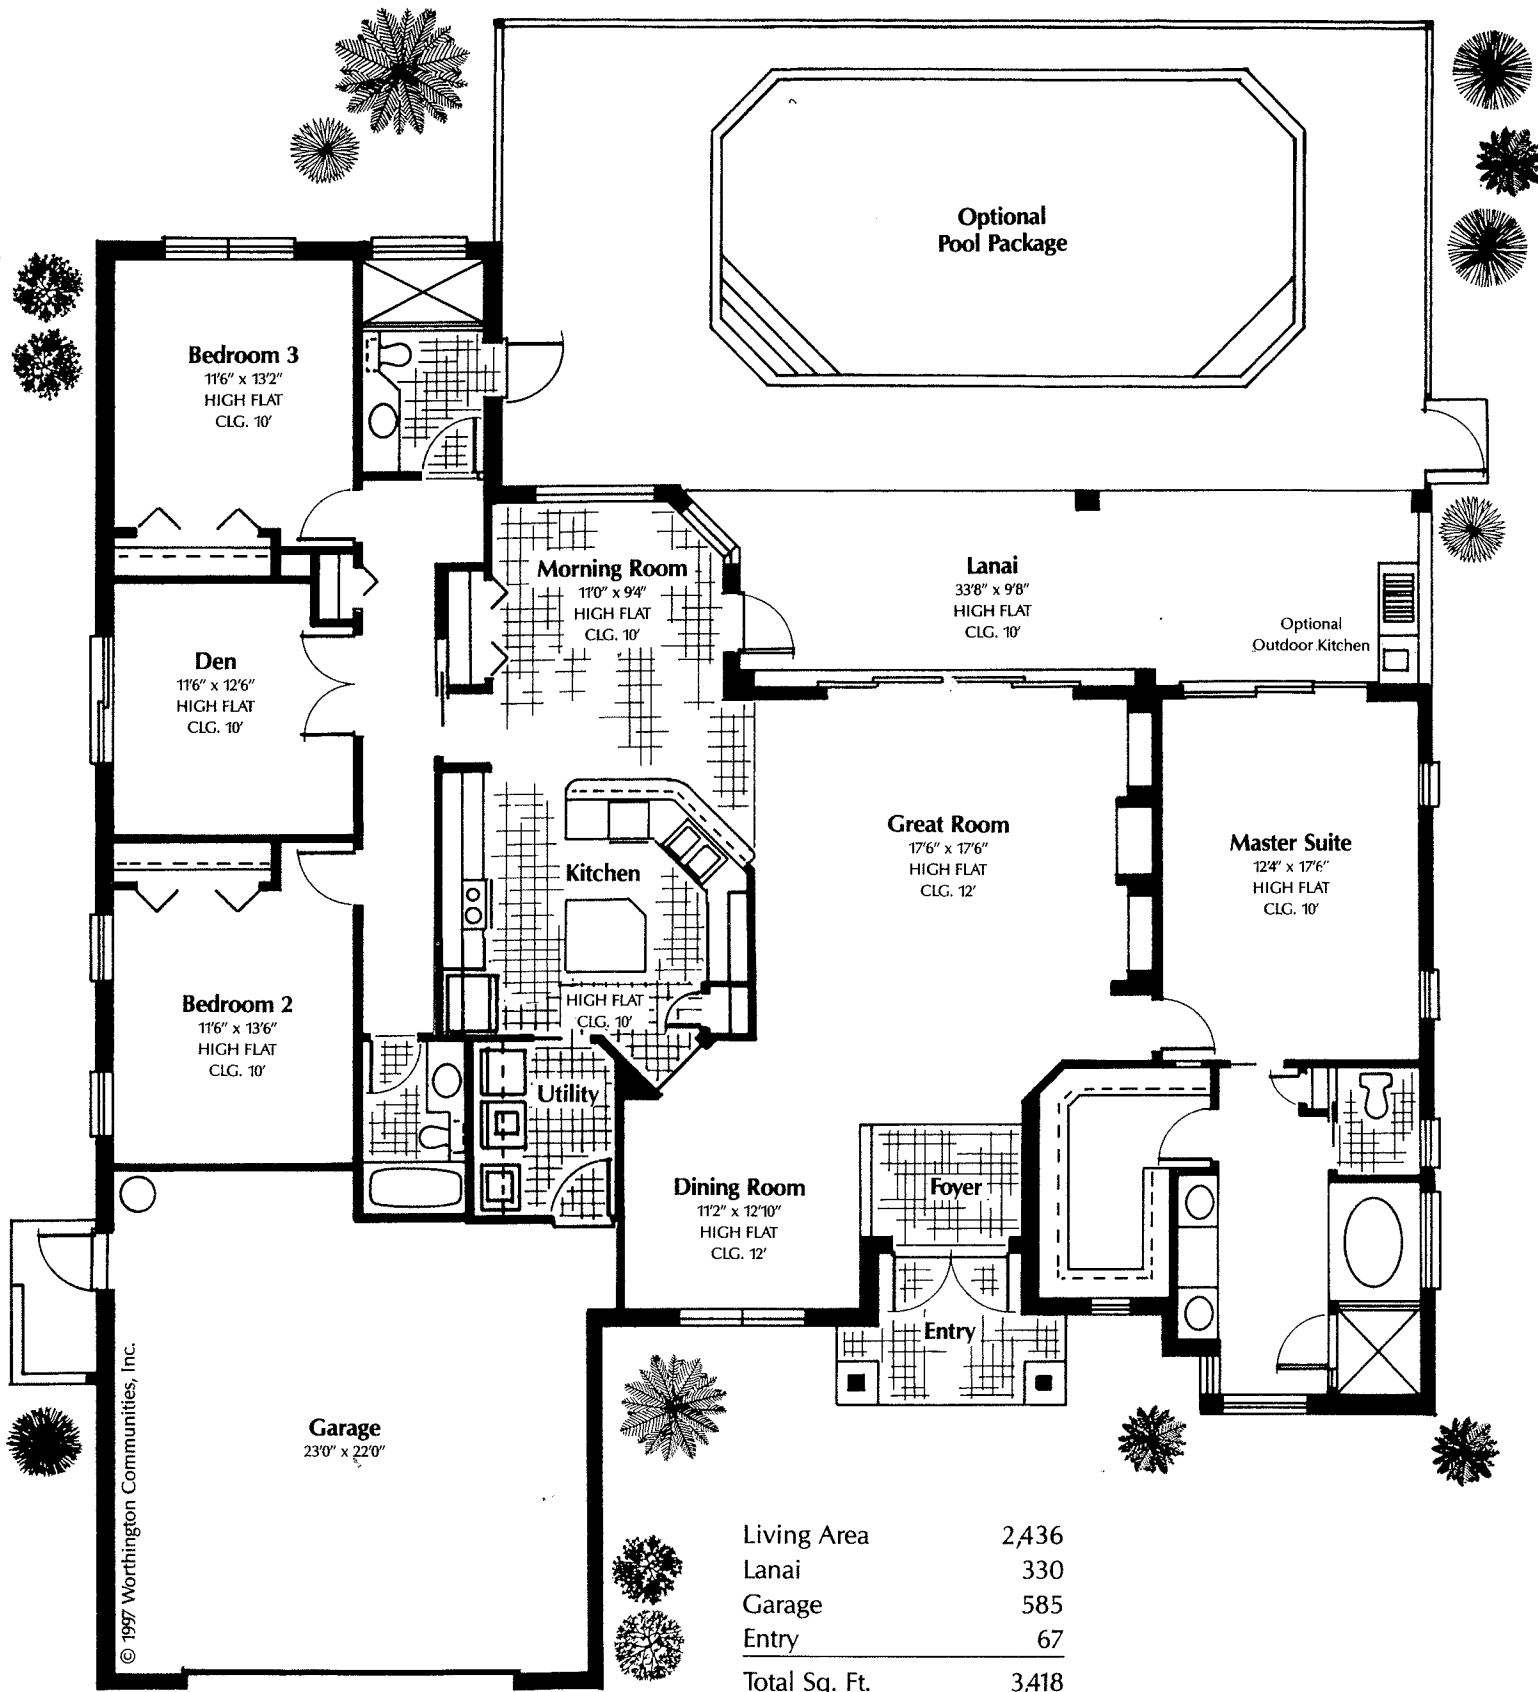 Optional
Pool Package
Bedroom 3
11'6" x 13'2"
HIGH FLAT
CLG. 10'
Morning Room
11'0" x 9'4"
HIGH FLAT
CLG. 10'
Lanai
33'8" x 9'8"
HIGH FLAT
CLG. 10'
Optional
Outdoor Kitchen
Den
11'6" x 12'6"
HIGH FLAT
CLG. 10'
Great Room
17'6" x 17'6"
HIGH FLAT
CLG. 12'
Master Suite
12'4" x 17'6"
HIGH FLAT
CLG. 10'
Kitchen
HIGH FLAT
CLG. 10'
Bedroom 2
11'6" x 13'6"
HIGH FLAT
CLG. 10'
Utility
Dining Room
11'2" x 12'10"
HIGH FLAT
CLG. 12'
Foyer
Entry
Garage
23'0" x 22'0"
© 1997 Worthington Communities, Inc.
Living Area 2,436
Lanai 330
Garage 585
Entry 67
Total Sq. Ft. 3,418